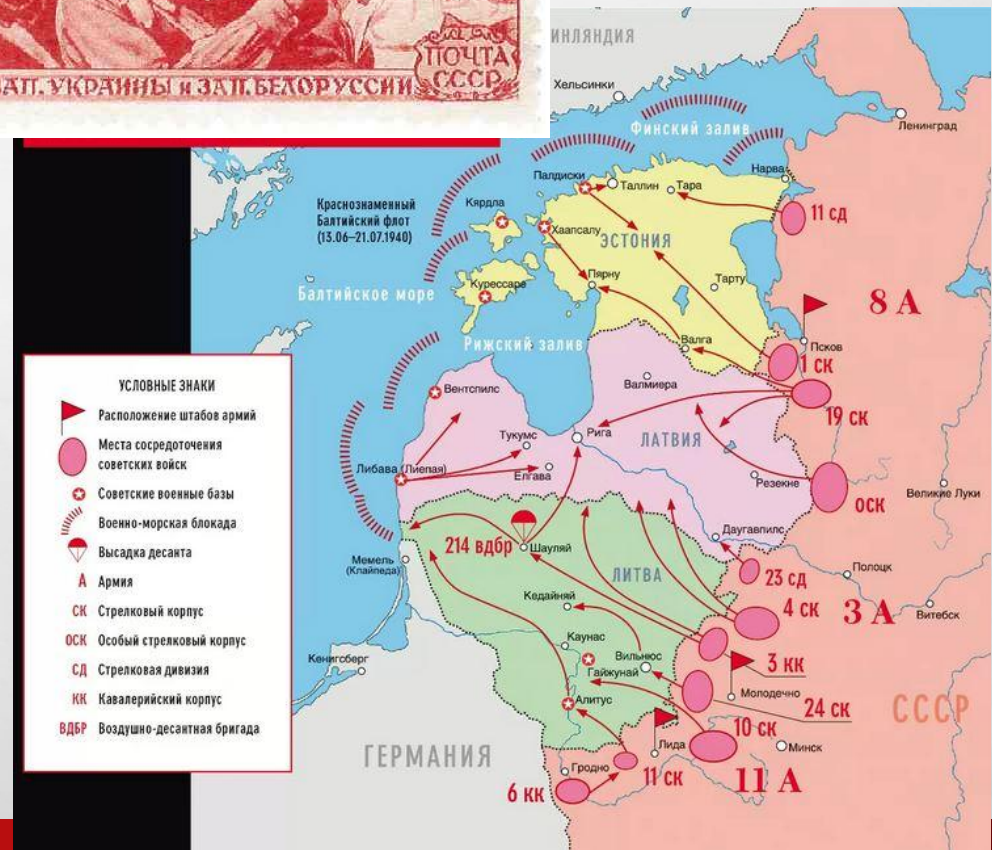 ПОЧТА
СССР
ЗАП. УКРАИНЫ и ЗАП. БЕЛОРУССИИ
ИНЛЯНДИЯ
Хельсинки
Ленинград
Финский залив
Палдиски
Таллин
Тара
Нарва
11 сд
Краснознаменный
Балтийский флот
(13.06–21.07.1940)
Кярдла
Хаапсалу
ЭСТОНИЯ
Балтийское море
Курессаре
Пярну
Тарту
8 А
Рижский залив
Валга
Псков
1 ск
19 ск
Вентспилс
Валмиера
Тукумс
Рига
ЛАТВИЯ
Либава (Лиепая)
Елгава
Резекне
оск
Великие Луки
Даугавпилс
214 вдбр
Шауляй
Мемель
(Клайпеда)
ЛИТВА
23 сд
Полоцк
Кедайняй
4 ск
3 А
Витебск
Каунас
Вильнюс
3 кк
Кенигсберг
Гайжунай
Молодечно
Алитус
24 ск
СССР
10 ск
ГЕРМАНИЯ
Лида
Минск
Гродно
11 ск
11 А
6 кк
УСЛОВНЫЕ ЗНАКИ
Расположение штабов армий
Места сосредоточения
советских войск
Советские военные базы
Военно-морская блокада
Высадка десанта
А Армия
СК Стрелковый корпус
ОСК Особый стрелковый корпус
СД Стрелковая дивизия
КК Кавалерийский корпус
ВДБР Воздушно-десантная бригада